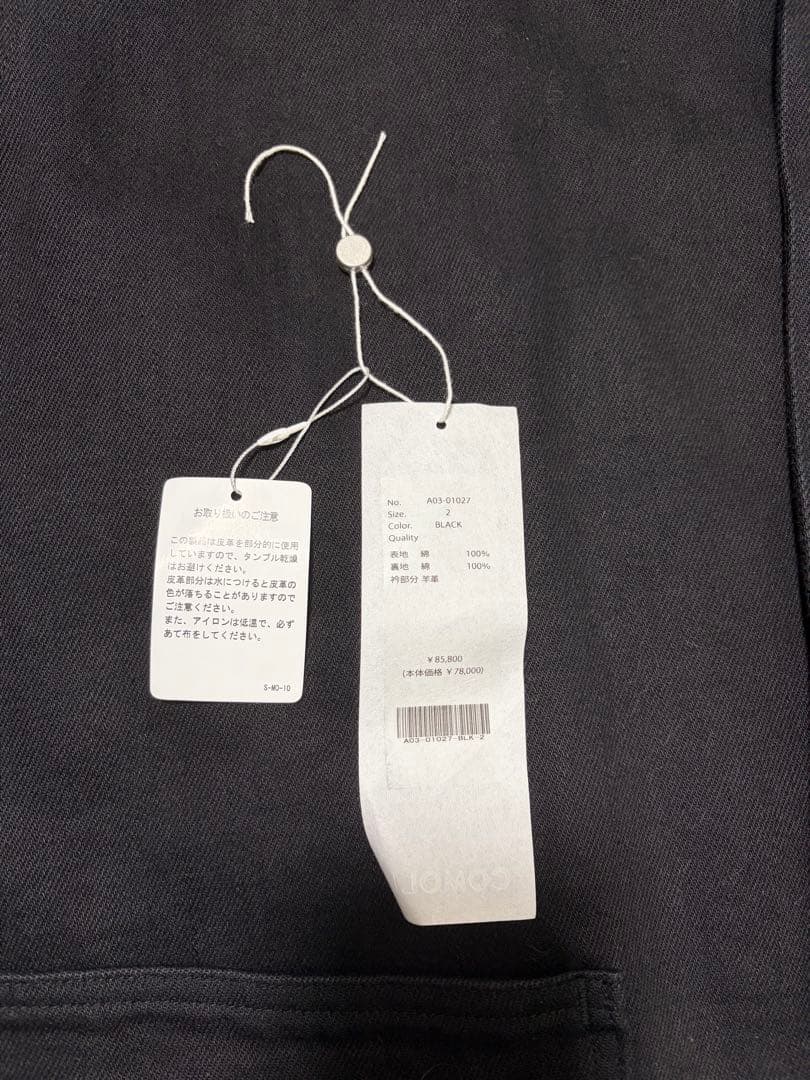 お取り扱いのご注意
この製品は皮革を部分的に使用
していますので、タンブル乾燥
はお避けください。
皮革部分は水につけると皮革の
色が落ちることがありますので
ご注意ください。
また、アイロンは低温で、必ず
あて布をしてください。
S-MO-10
No. A03-01027
Size. 2
Color. BLACK
Quality
表地 綿 100%
裏地 綿 100%
衿部分 羊革
￥85,800
(本体価格 ￥78,000)
A03-01027-BLK-2
COMOLI